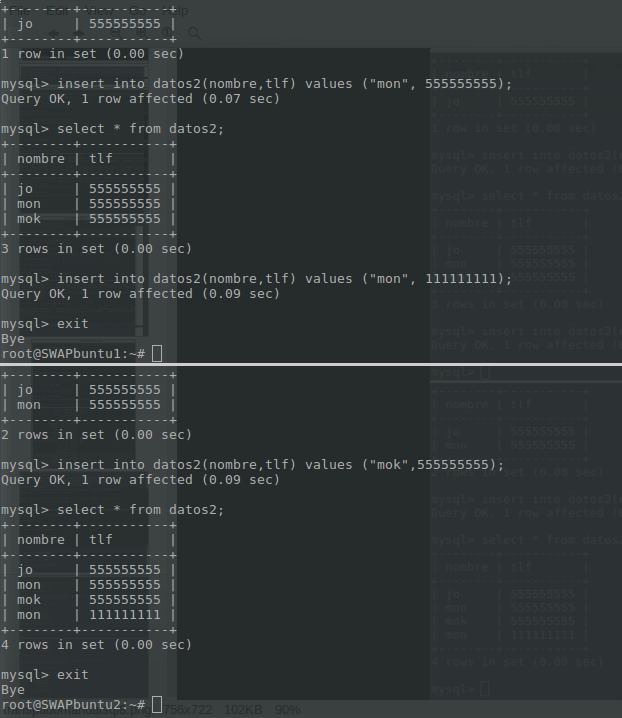 +--------+-----------+
| jo     | 555555555 |
+--------+-----------+
1 row in set (0.00 sec)
mysql> insert into datos2(nombre,tlf) values ("mon", 555555555);
Query OK, 1 row affected (0.07 sec)
mysql> select * from datos2;
+--------+-----------+
| nombre | tlf       |
+--------+-----------+
| jo     | 555555555 |
| mon    | 555555555 |
| mok    | 555555555 |
+--------+-----------+
3 rows in set (0.00 sec)
mysql> insert into datos2(nombre,tlf) values ("mon", 111111111);
Query OK, 1 row affected (0.09 sec)
mysql> exit
Bye
root@SWAPbuntu1:~#
+--------+-----------+
| jo     | 555555555 |
| mon    | 555555555 |
+--------+-----------+
2 rows in set (0.00 sec)
mysql> insert into datos2(nombre,tlf) values ("mok",555555555);
Query OK, 1 row affected (0.09 sec)
mysql> select * from datos2;
+--------+-----------+
| nombre | tlf       |
+--------+-----------+
| jo     | 555555555 |
| mon    | 555555555 |
| mok    | 555555555 |
| mon    | 111111111 |
+--------+-----------+
4 rows in set (0.00 sec)
mysql> exit
Bye
root@SWAPbuntu2:~#
756x722 102KB 90%